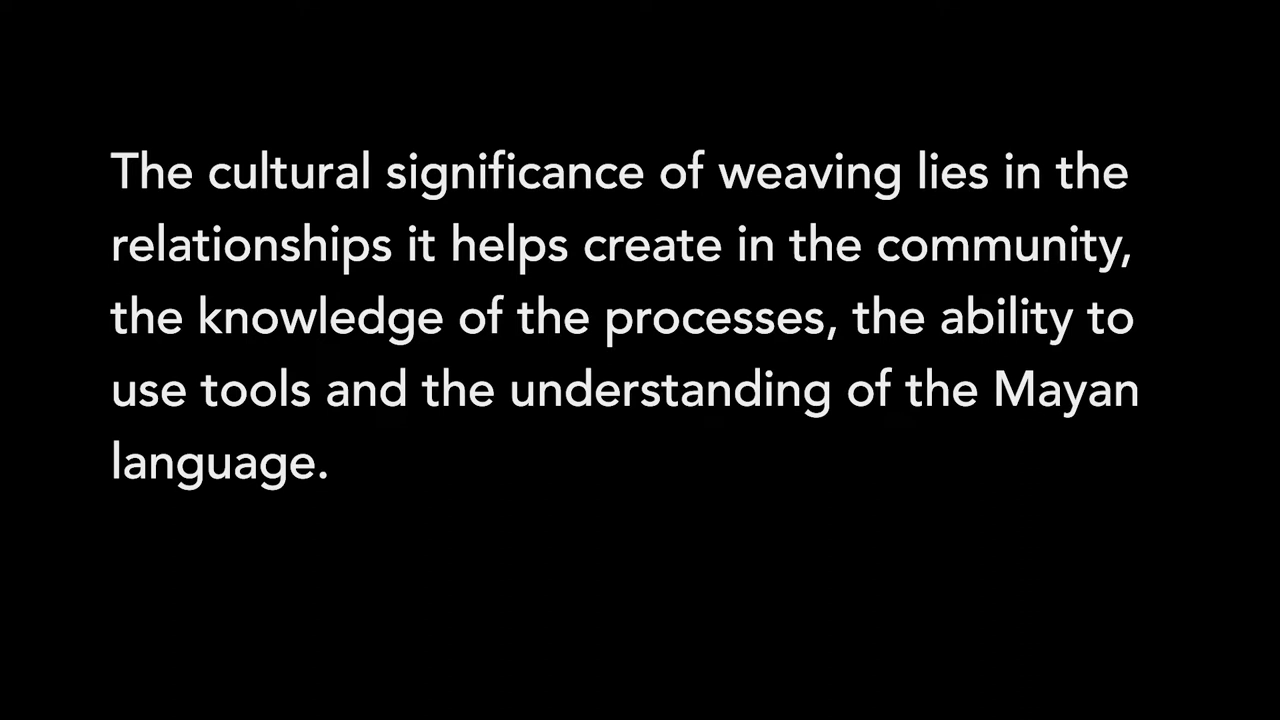 The cultural significance of weaving lies in the
relationships it helps create in the community,
the knowledge of the processes, the ability to
use tools and the understanding of the Mayan
language.